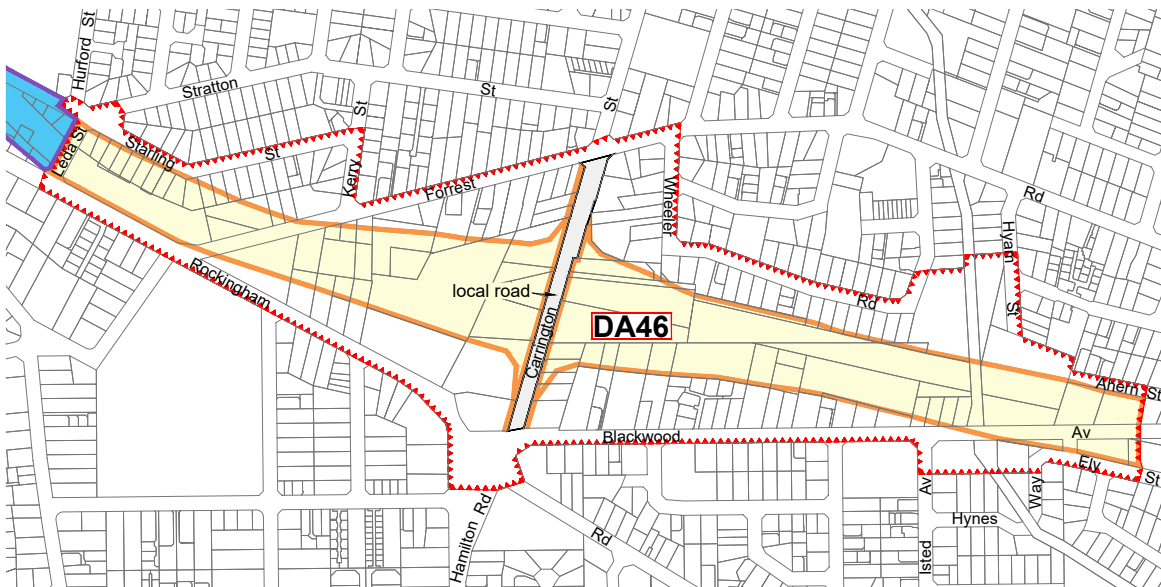 Hurford St
Stratton
St
St
St
Leda St
Starling
St
Kerry
Forrest
Wheeler
Rd
Hyam
St
Rockingham
local road
Rd
Carrington
DA46
Ahern St
Blackwood
Av
Ely
St
Av
Way
Hamilton Rd
Rd
Hynes
Isted